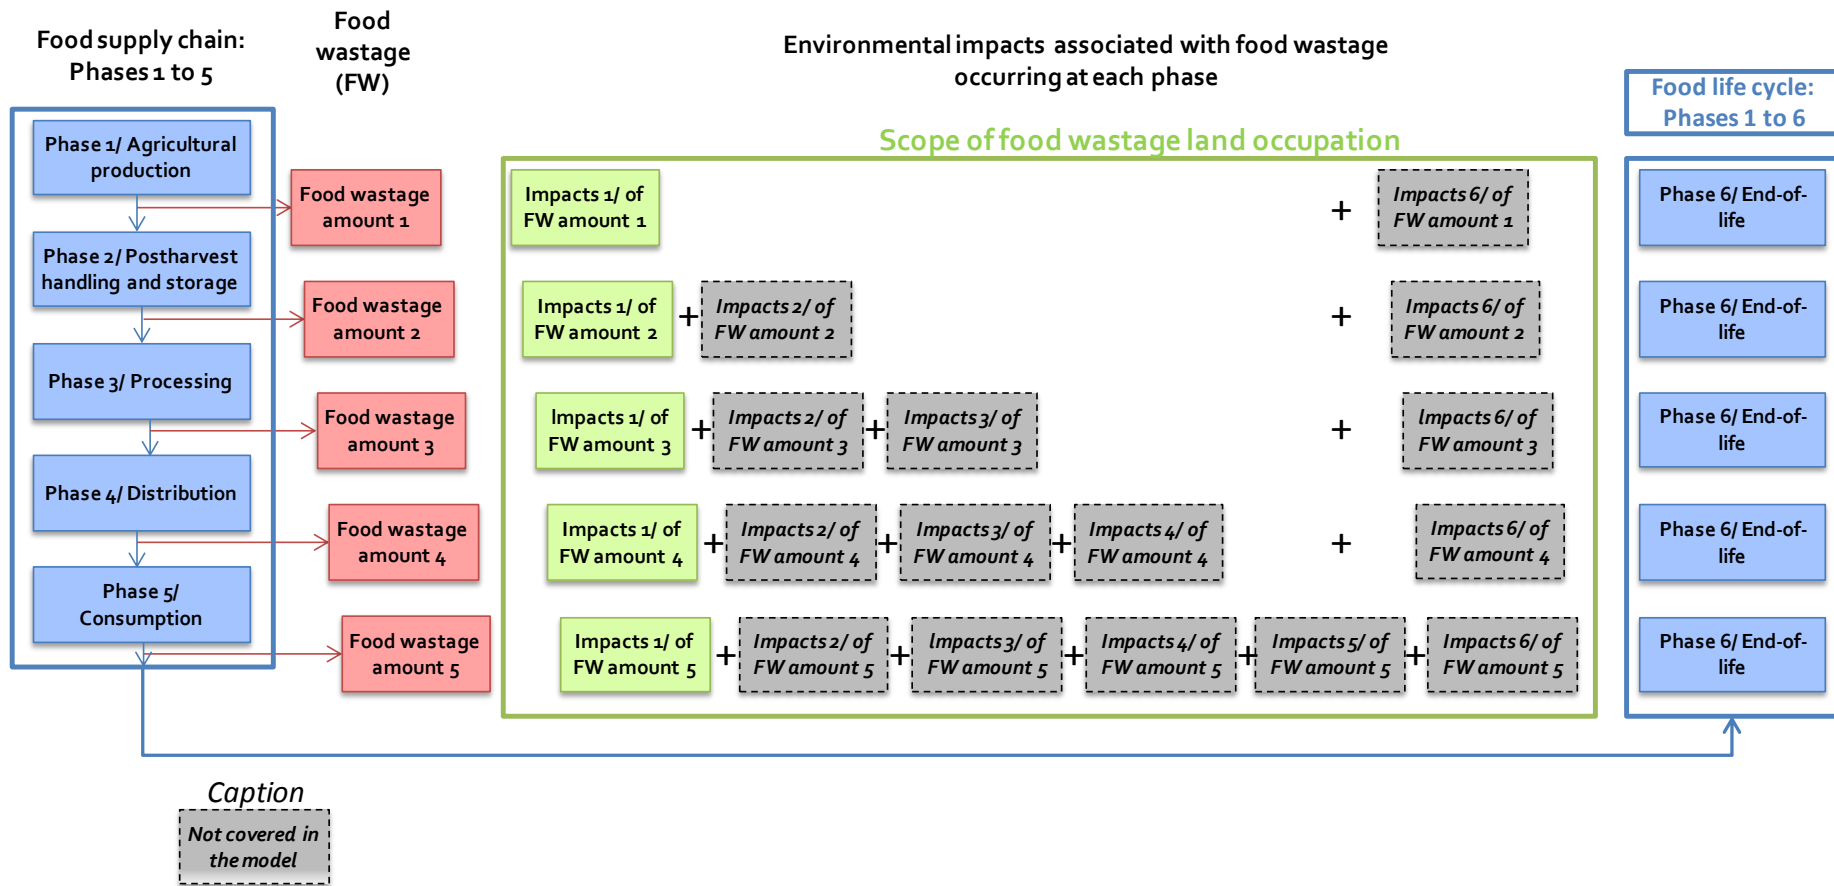 Food supply chain:
Phases 1 to 5
Food
wastage
(FW)
Environmental impacts associated with food wastage
occurring at each phase
Food life cycle:
Phases 1 to 6
Scope of food wastage land occupation
Phase 1/ Agricultural
production
Food wastage
amount 1
Impacts 1/ of
FW amount 1
+
Impacts 6/ of
FW amount 1
Phase 6/ End-of-
life
Phase 2/ Postharvest
handling and storage
Food wastage
amount 2
Impacts 1/ of
FW amount 2
+
Impacts 2/ of
FW amount 2
+
Impacts 6/ of
FW amount 2
Phase 6/ End-of-
life
Phase 3/ Processing
Food wastage
amount 3
Impacts 1/ of
FW amount 3
+
Impacts 2/ of
FW amount 3
+
Impacts 3/ of
FW amount 3
+
Impacts 6/ of
FW amount 3
Phase 6/ End-of-
life
Phase 4/ Distribution
Food wastage
amount 4
Impacts 1/ of
FW amount 4
+
Impacts 2/ of
FW amount 4
+
Impacts 3/ of
FW amount 4
+
Impacts 4/ of
FW amount 4
+
Impacts 6/ of
FW amount 4
Phase 6/ End-of-
life
Phase 5/
Consumption
Food wastage
amount 5
Impacts 1/ of
FW amount 5
+
Impacts 2/ of
FW amount 5
+
Impacts 3/ of
FW amount 5
+
Impacts 4/ of
FW amount 5
+
Impacts 5/ of
FW amount 5
+
Impacts 6/ of
FW amount 5
Phase 6/ End-of-
life
Caption
Not covered in
the model